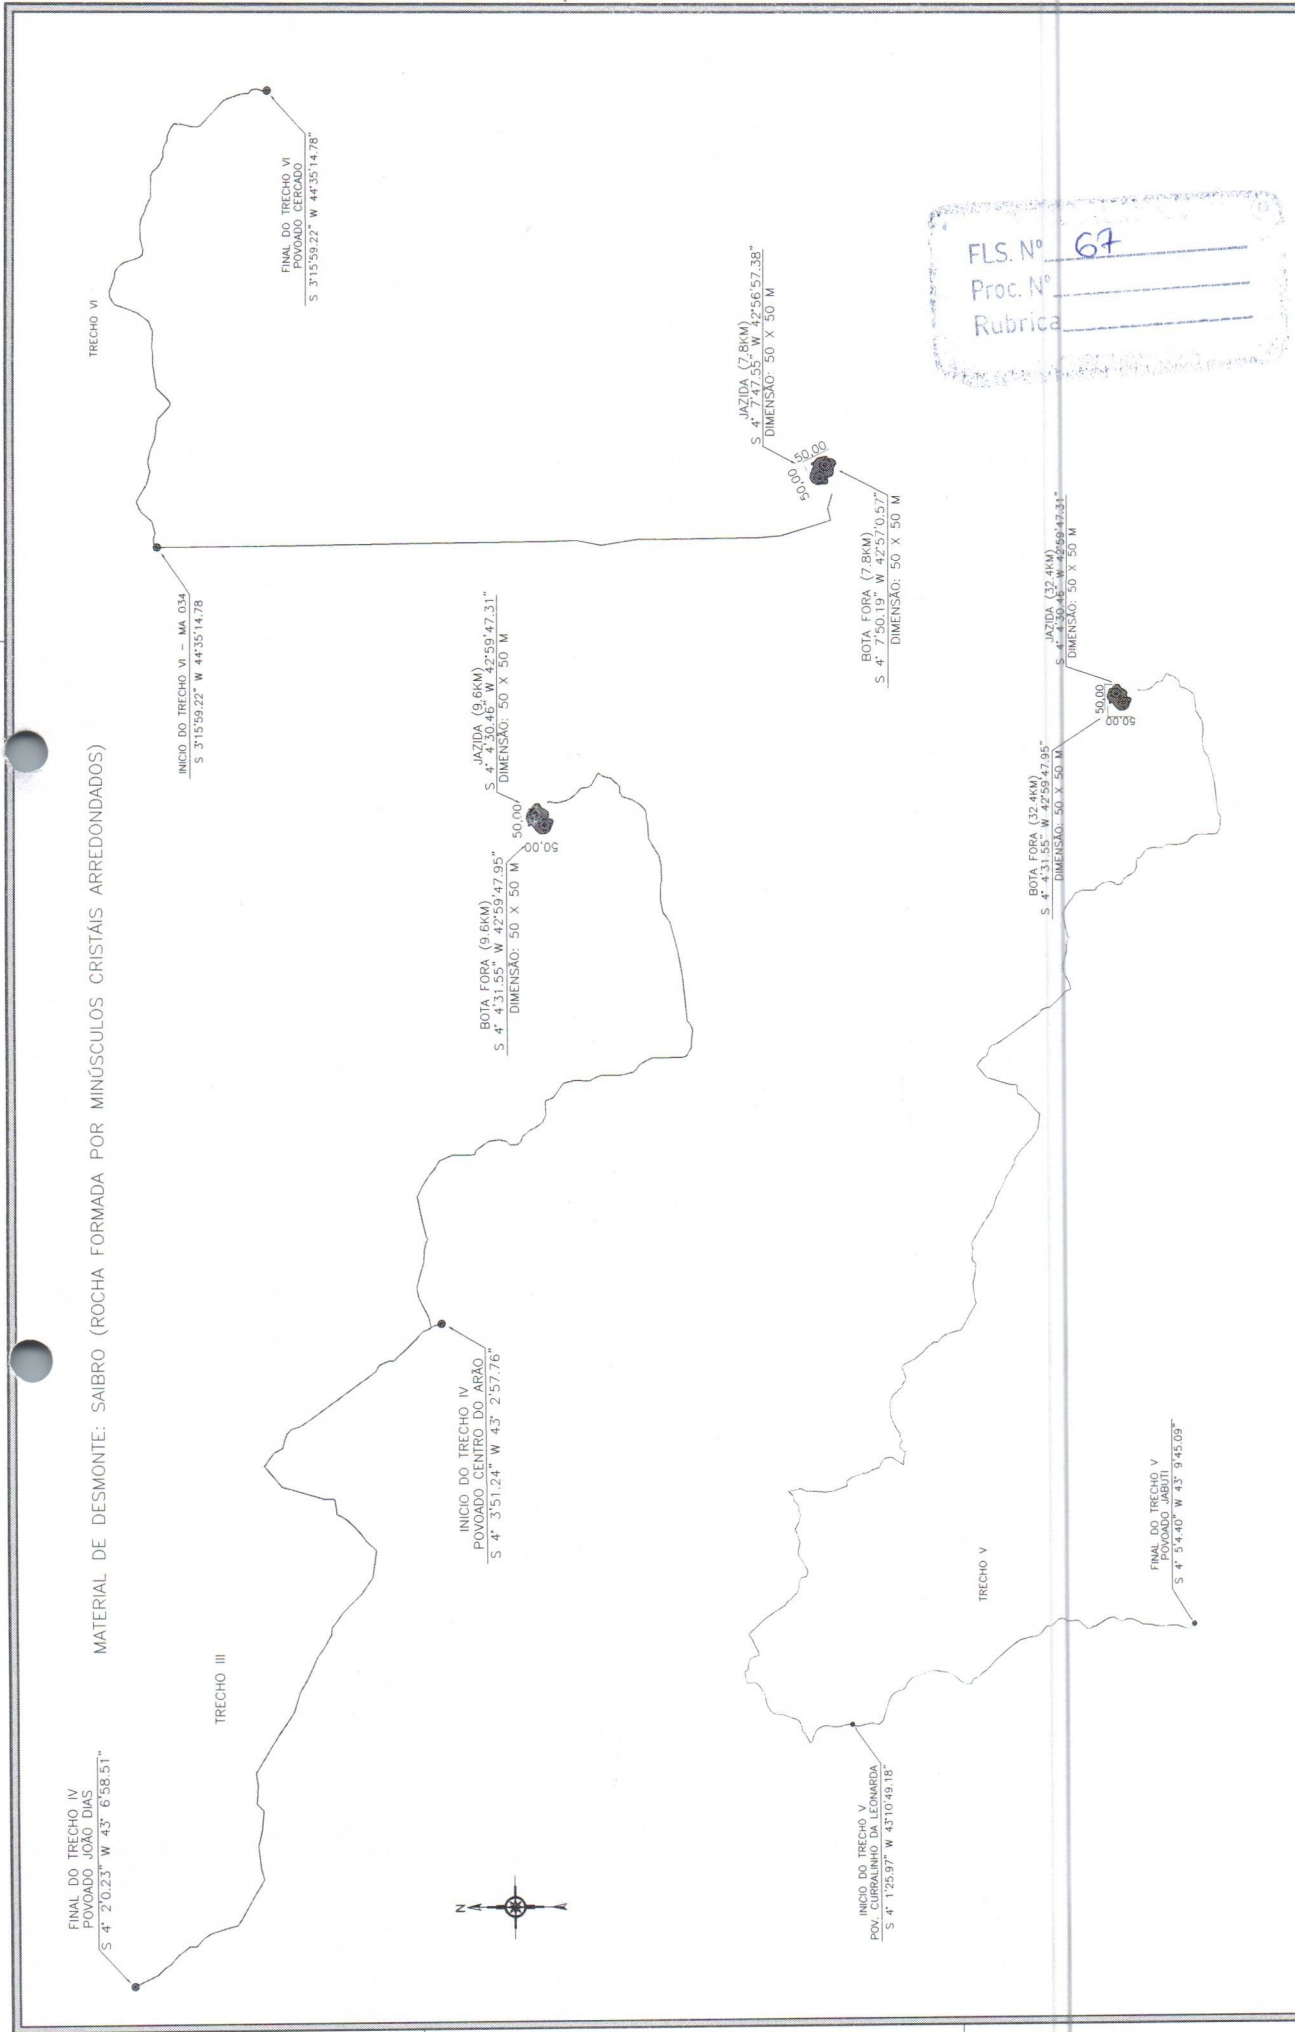 MATERIAL DE DESMONTE: SAIBRO (ROCHA FORMADA POR MINÚSCULOS CRISTÁIS ARREDONDADOS)
FINAL DO TRECHO IV
POVOADO JOÃO DIAS
S 4° 2'0.23" W 43° 6'58.51"
TRECHO III
INICIO DO TRECHO IV
POVOADO CENTRO DO ARÃO
S 4° 3'51.24" W 43° 2'57.76"
BOTA FORA (9.6KM)
S 4° 4'31.55" W 42°59'47.95"
DIMENSÃO: 50 X 50 M
50,00
50,00
JAZIDA (9.6KM)
S 4° 4'30.46" W 42°59'47.31"
DIMENSÃO: 50 X 50 M
INICIO DO TRECHO VI - MA 034
S 3°15'59.22" W 44°35'14.78
TRECHO VI
FINAL DO TRECHO VI
POVOADO CERCADO
S 3°15'59.22" W 44°35'14.78"
JAZIDA (7.8KM)
S 4° 7'47.55" W 42°56'57.38"
DIMENSÃO: 50 X 50 M
50,00
50,00
BOTA FORA (7.8KM)
S 4° 7'50.19" W 42°57'0.57"
DIMENSÃO: 50 X 50 M
N
INICIO DO TRECHO V
POV. CURRALINHO DA LEONARDA
S 4° 1'25.97" W 43°10'49.18"
TRECHO V
FINAL DO TRECHO V
POVOADO JABUTI
S 4° 5'4.40" W 43° 9'45.09"
BOTA FORA (32.4KM)
S 4° 4'31.55" W 42°59'47.95"
DIMENSÃO: 50 X 50 M
50,00
50,00
JAZIDA (32.4KM)
S 4° 4'30.46" W 42°59'47.31"
DIMENSÃO: 50 X 50 M
FLS. Nº 67
Proc. Nº
Rubrica